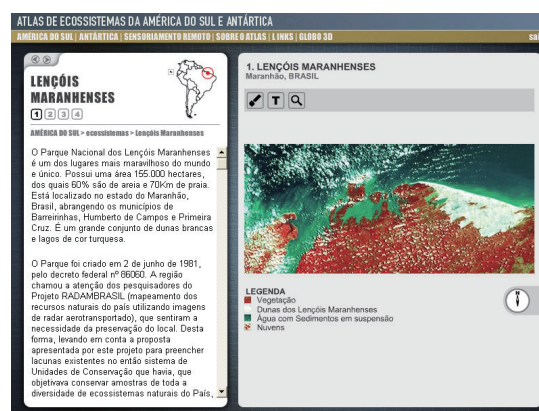 ATLAS DE ECOSSISTEMAS DA AMÉRICA DO SUL E ANTÁRTICA
AMÉRICA DO SUL | ANTÁRTICA | SENSORIAMENTO REMOTO | SOBRE O ATLAS | LINKS | GLOBO 3D
sai
LENÇÓIS
MARANHENSES
1 2 3 4
AMÉRICA DO SUL > ecossistemas > Lençóis Maranhenses
O Parque Nacional dos Lençóis Maranhenses
é um dos lugares mais maravilhoso do mundo
e único. Possui uma área 155.000 hectares,
dos quais 60% são de areia e 70Km de praia.
Está localizado no estado do Maranhão,
Brasil, abrangendo os municípios de
Barreirinhas, Humberto de Campos e Primeira
Cruz. É um grande conjunto de dunas brancas
e lagos de cor turquesa.
O Parque foi criado em 2 de junho de 1981,
pelo decreto federal nº 86060. A região
chamou a atenção dos pesquisadores do
Projeto RADAMBRASIL (mapeamento dos
recursos naturais do país utilizando imagens
de radar aerotransportado), que sentiram a
necessidade da preservação do local. Desta
forma, levando em conta a proposta
apresentada por este projeto para preencher
lacunas existentes no então sistema de
Unidades de Conservação que havia, que
objetivava conservar amostras de toda a
diversidade de ecossistemas naturais do País,
1. LENÇÓIS MARANHENSES
Maranhão, BRASIL
T
LEGENDA
Vegetação
Dunas dos Lençóis Maranhenses
Água com Sedimentos em suspensão
Nuvens